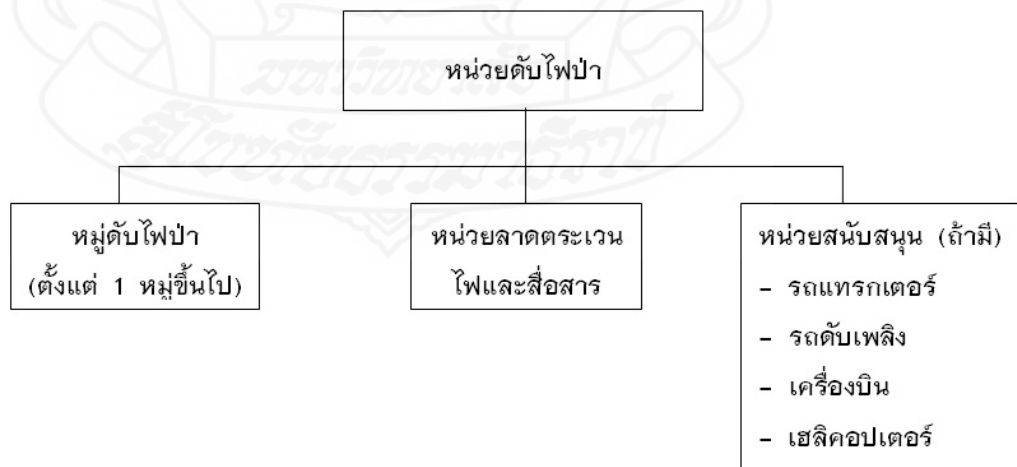 หน่วยดับไฟป่า
หมู่ดับไฟป่า
(ตั้งแต่ 1 หมู่ขึ้นไป)
หน่วยลาดตระเวน
ไฟและสื่อสาร
หน่วยสนับสนุน (ถ้ามี)
– รถแทรกเตอร์
– รถดับเพลิง
– เครื่องบิน
– เฮลิคอปเตอร์